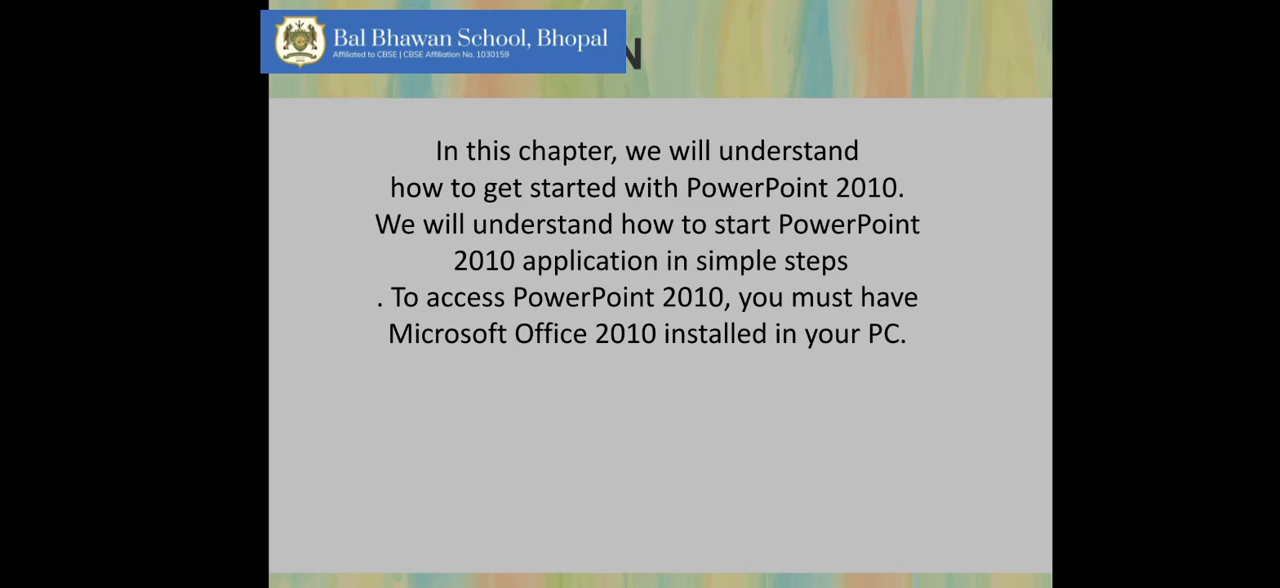 Bal Bhawan School, Bhopal
Affiliated to CBSE | CBSE Affiliation No. 1030159
In this chapter, we will understand
how to get started with PowerPoint 2010.
We will understand how to start PowerPoint
2010 application in simple steps
. To access PowerPoint 2010, you must have
Microsoft Office 2010 installed in your PC.